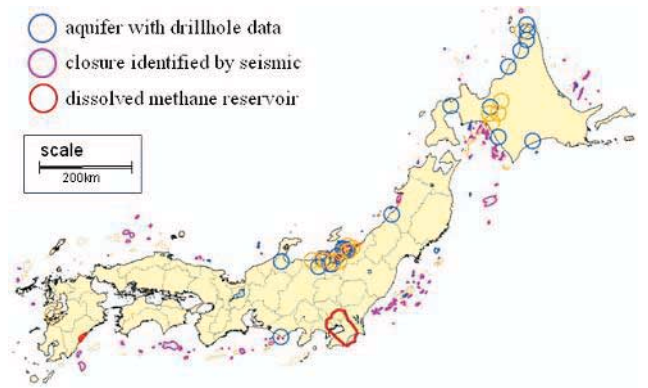 aquifer with drillhole data
closure identified by seismic
dissolved methane reservoir
scale
200km